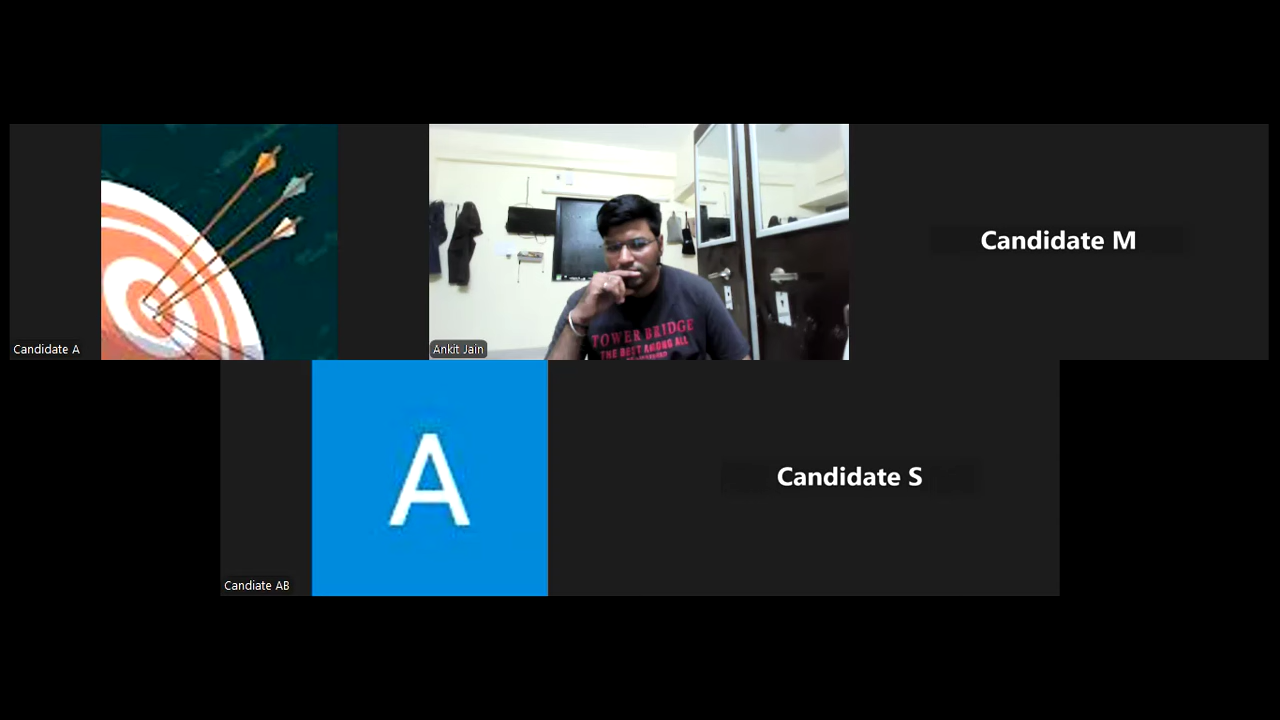 Candidate A
Ankit Jain
TOWER BRIDGE
THE BEST AMONG ALL
Candidate M
A
Candiate AB
Candidate S